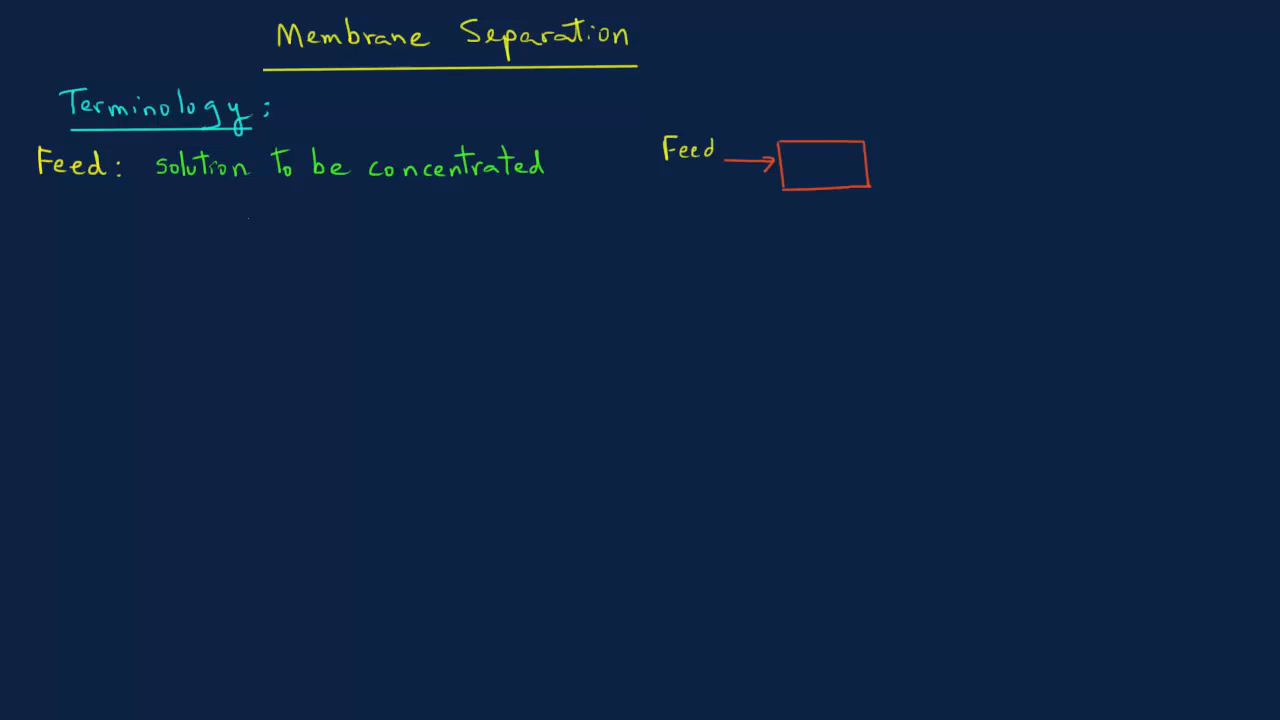 Membrane Separation
Terminology:
Feed: solution to be concentrated
Feed